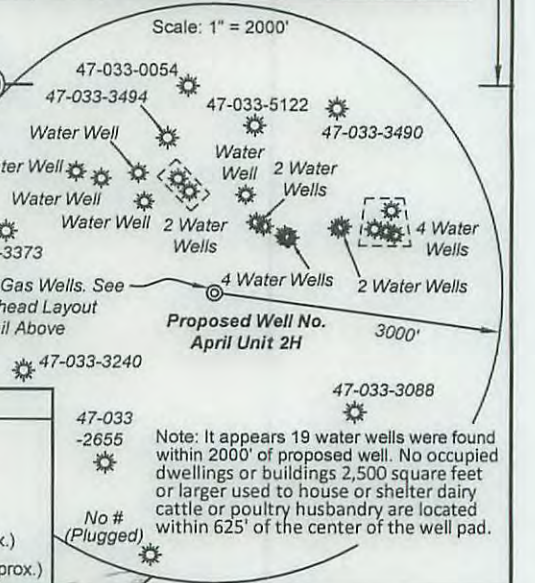 Scale: 1" = 2000'
47-033-0054
47-033-3494
47-033-5122
47-033-3490
Water Well
Water
Well
2 Water
Wells
ter Well
Water Well
Water Well
2 Water
Wells
4 Water
Wells
-3373
4 Water Wells
2 Water Wells
Gas Wells. See
head Layout
il Above
Proposed Well No.
April Unit 2H
3000'
47-033-3240
47-033-3088
47-033
-2655
Note: It appears 19 water wells were found
within 2000' of proposed well. No occupied
dwellings or buildings 2,500 square feet
or larger used to house or shelter dairy
cattle or poultry husbandry are located
within 625' of the center of the well pad.
No #
(Plugged)
x.)
prox.)